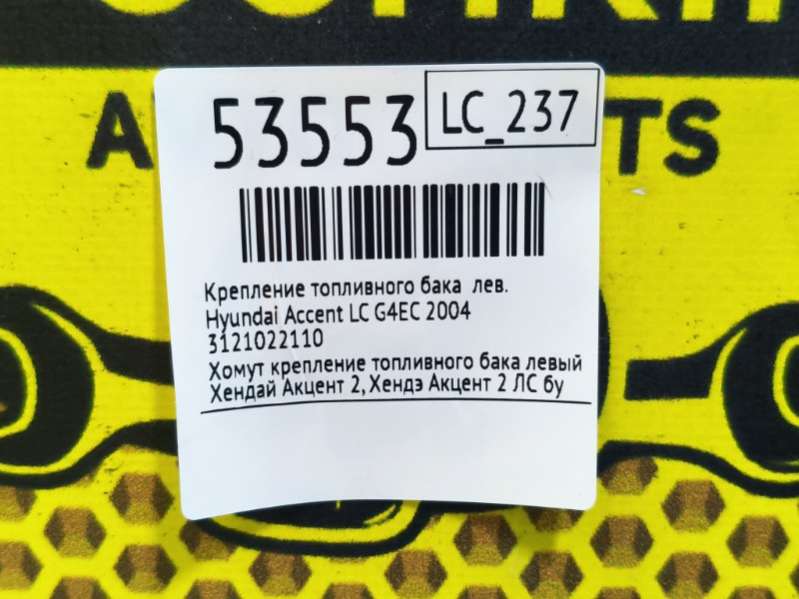 53553
LC_237
Крепление топливного бака лев.
Hyundai Accent LC G4EC 2004
3121022110
Хомут крепление топливного бака левый
Хендай Акцент 2, Хендэ Акцент 2 ЛС бу